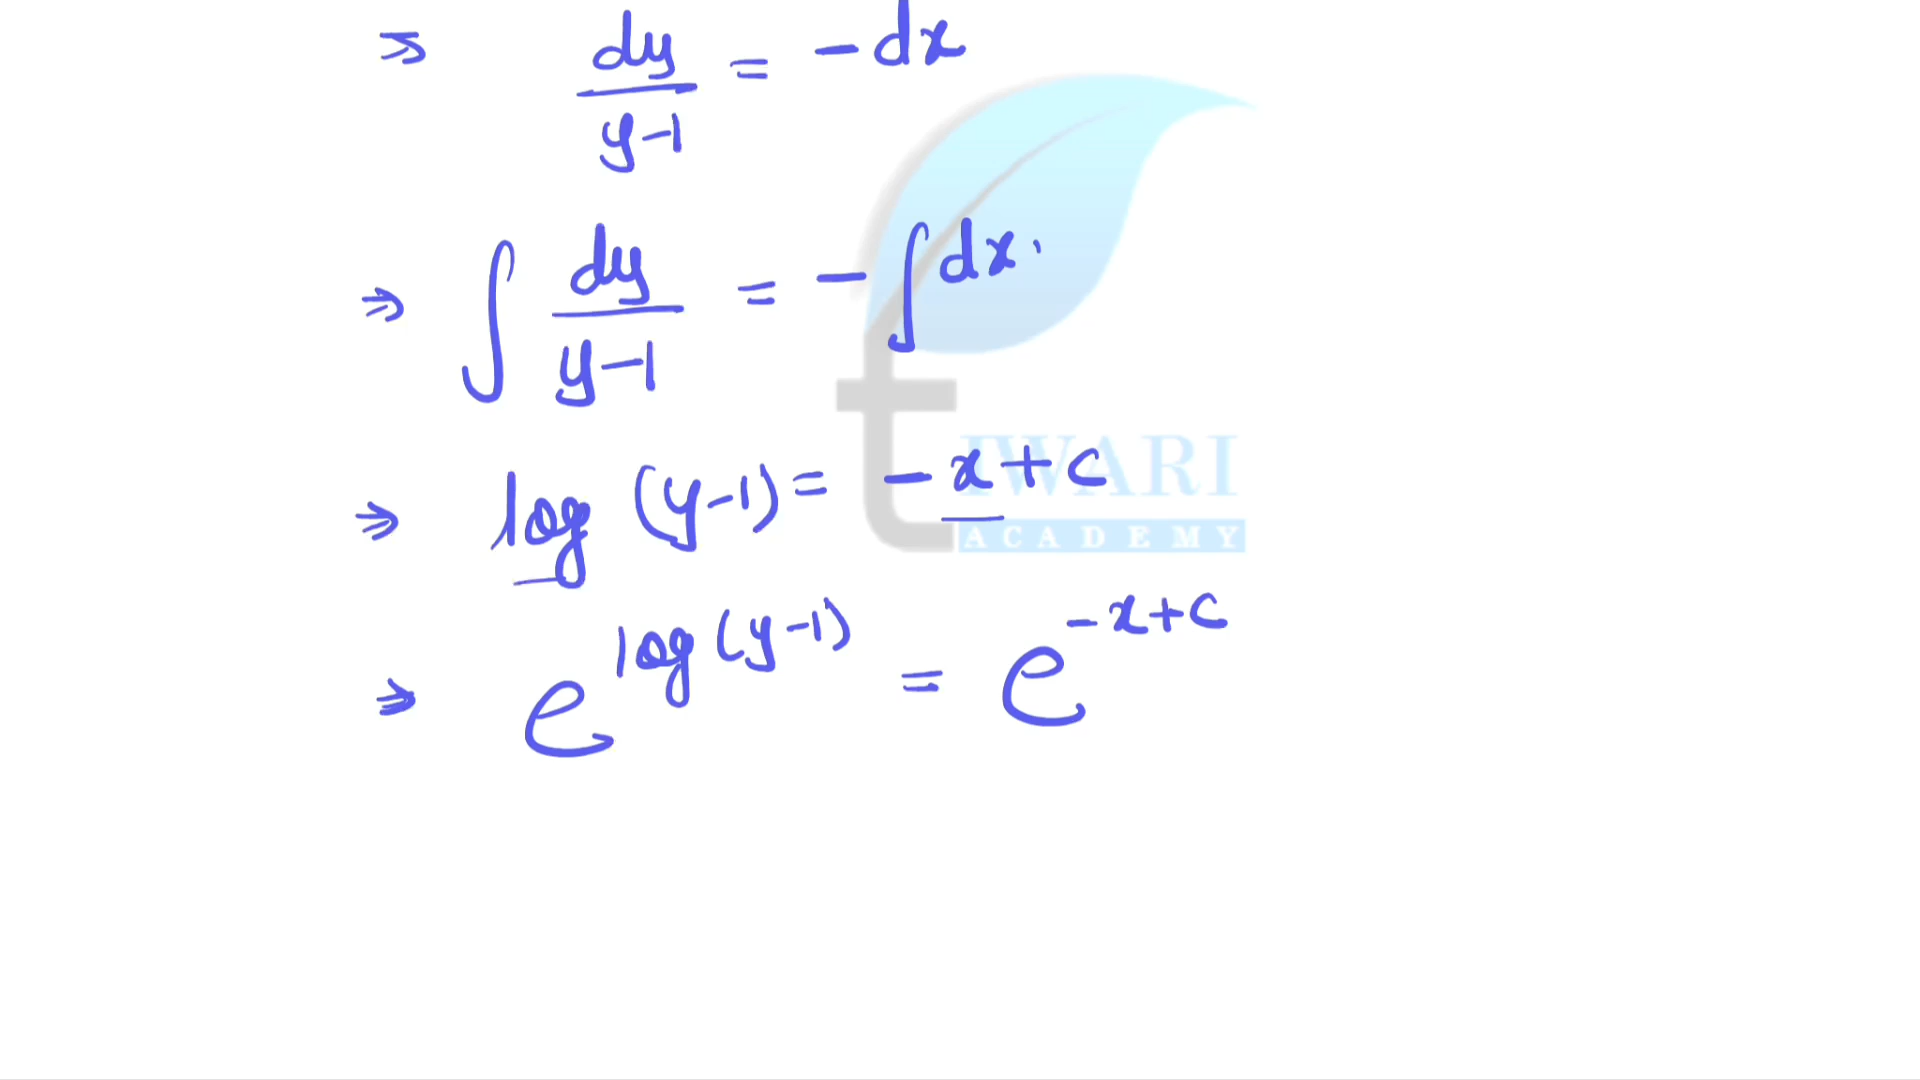 ⇒ dy/(y-1) = -dx
⇒ ∫ dy/(y-1) = -∫ dx.
⇒ log (y-1) = -x+c
⇒ e^(log (y-1)) = e^(-x+c)
tIWARI
ACADEMY